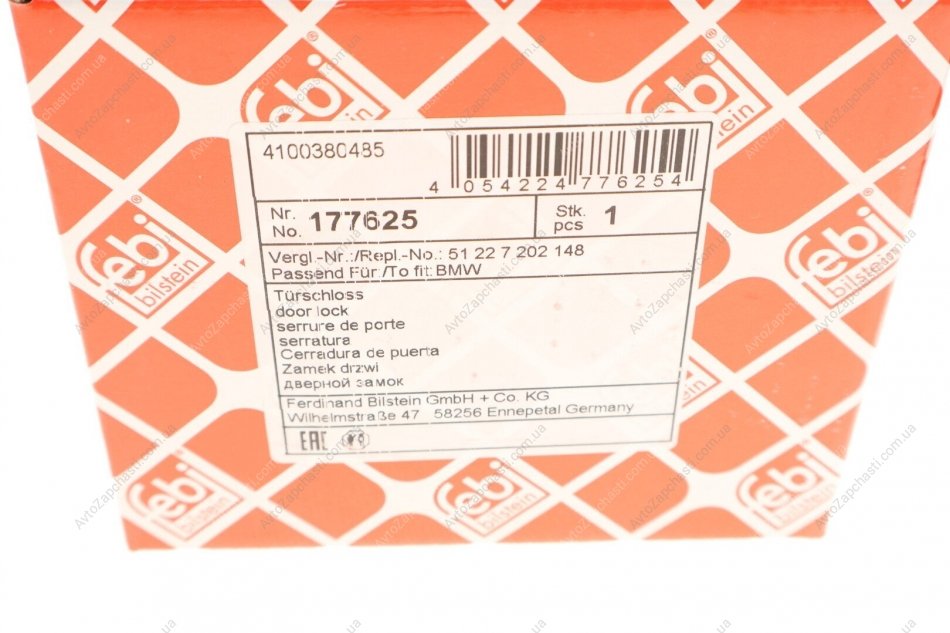 febi
bilstein
febi
bilstein
4100380485
4 054224 776254
Nr.
No. 177625
Stk.
pcs 1
Vergl.-Nr.:/Repl.-No.: 51 22 7 202 148
Passend Für:/To fit: BMW
Türschloss
door lock
serrure de porte
serratura
Cerradura de puerta
Zamek drzwi
дверной замок
Ferdinand Bilstein GmbH + Co. KG
Wilhelmstraße 47 58256 Ennepetal Germany
EAC
febi
bilstein
febi
bilstein
febi
bilstein
febi
bilstein
febi
bilstein
AvtoZapchasti.com.ua